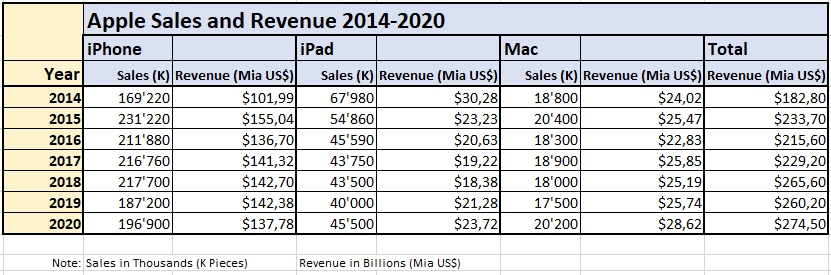 Apple Sales and Revenue 2014-2020
iPhone iPad Mac Total
Year Sales (K) Revenue (Mia US$) Sales (K) Revenue (Mia US$) Sales (K) Revenue (Mia US$) Revenue (Mia US$)
2014 169'220 $101,99 67'980 $30,28 18'800 $24,02 $182,80
2015 231'220 $155,04 54'860 $23,23 20'400 $25,47 $233,70
2016 211'880 $136,70 45'590 $20,63 18'300 $22,83 $215,60
2017 216'760 $141,32 43'750 $19,22 18'900 $25,85 $229,20
2018 217'700 $142,70 43'500 $18,38 18'000 $25,19 $265,60
2019 187'200 $142,38 40'000 $21,28 17'500 $25,74 $260,20
2020 196'900 $137,78 45'500 $23,72 20'200 $28,62 $274,50
Note: Sales in Thousands (K Pieces) Revenue in Billions (Mia US$)